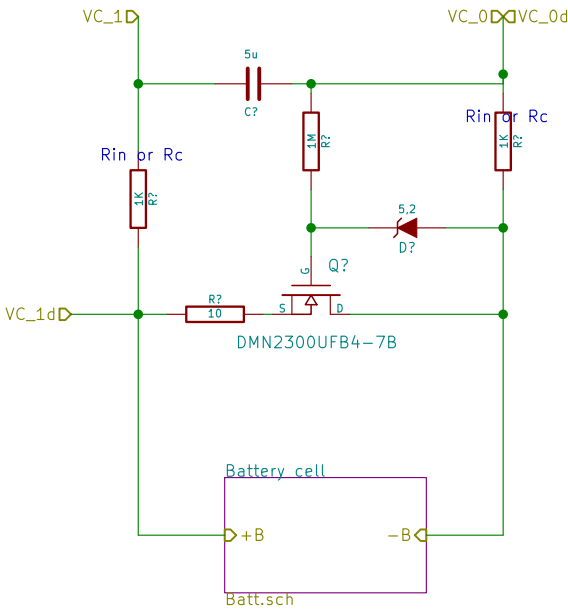 VC_1
VC_0 VC_0d
5u
C?
Rin or Rc
1M
R?
1K
R?
Rin or Rc
1K
R?
5.2
D?
G
Q?
VC_1d
R?
10
S
D
DMN2300UFB4-7B
Battery cell
+B
-B
Batt.sch